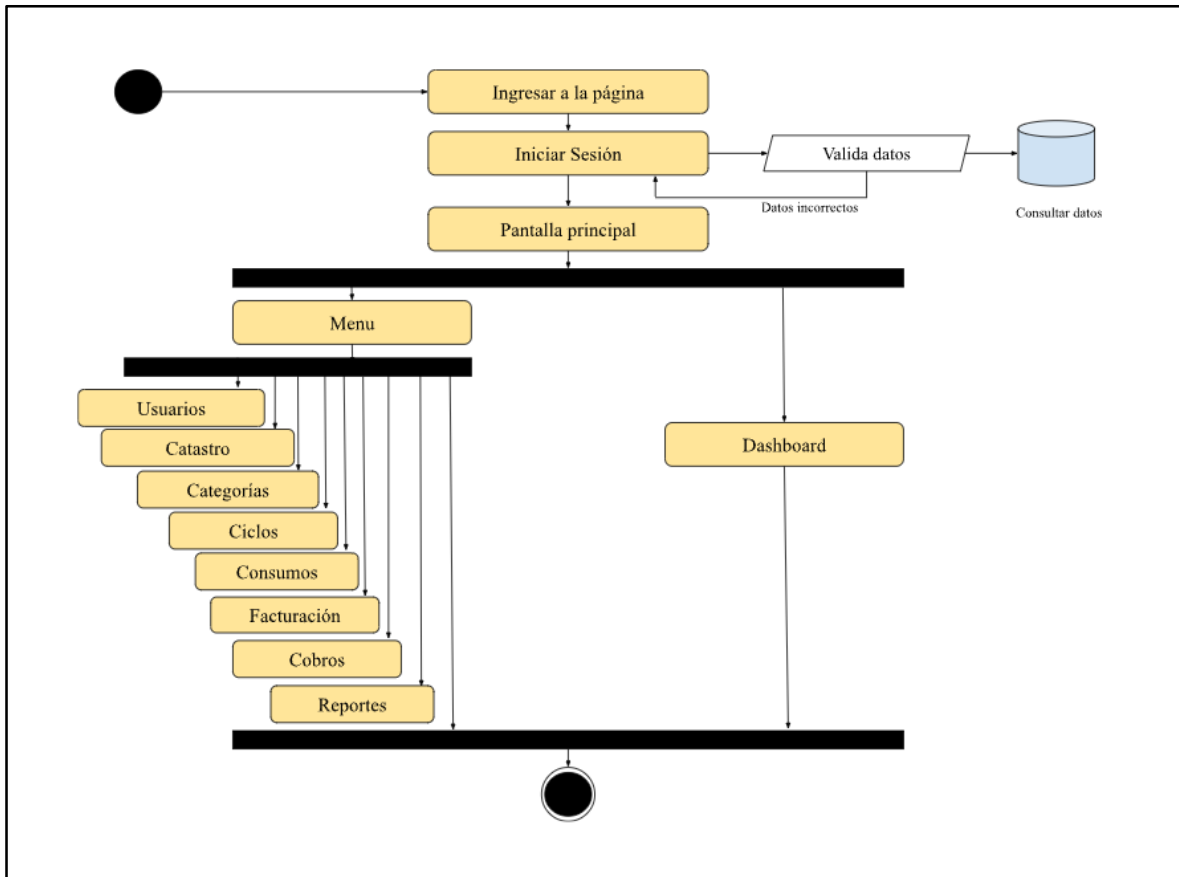 Ingresar a la página
Iniciar Sesión
Valida datos
Datos incorrectos
Consultar datos
Pantalla principal
Menu
Usuarios
Catastro
Dashboard
Categorías
Ciclos
Consumos
Facturación
Cobros
Reportes